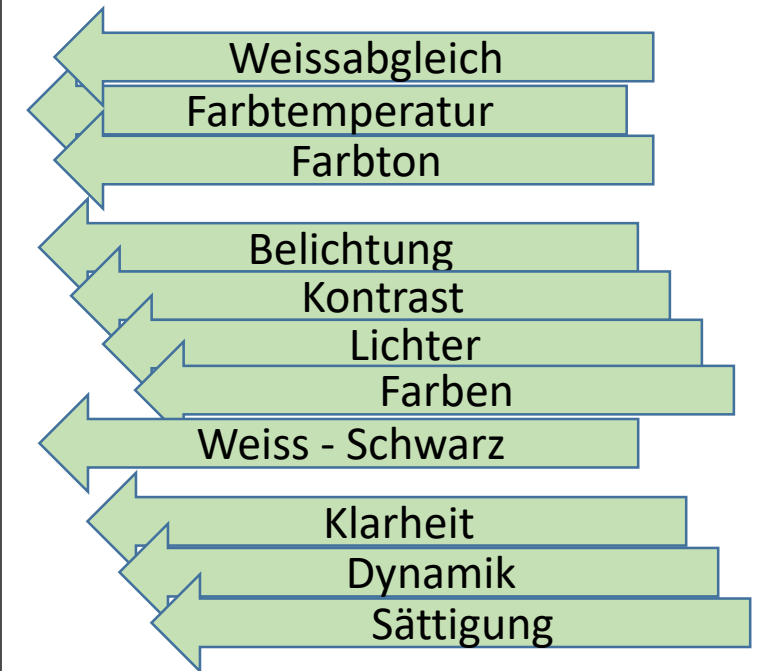 Weissabgleich
Farbtemperatur
Farbton
Belichtung
Kontrast
Lichter
Farben
Weiss - Schwarz
Klarheit
Dynamik
Sättigung